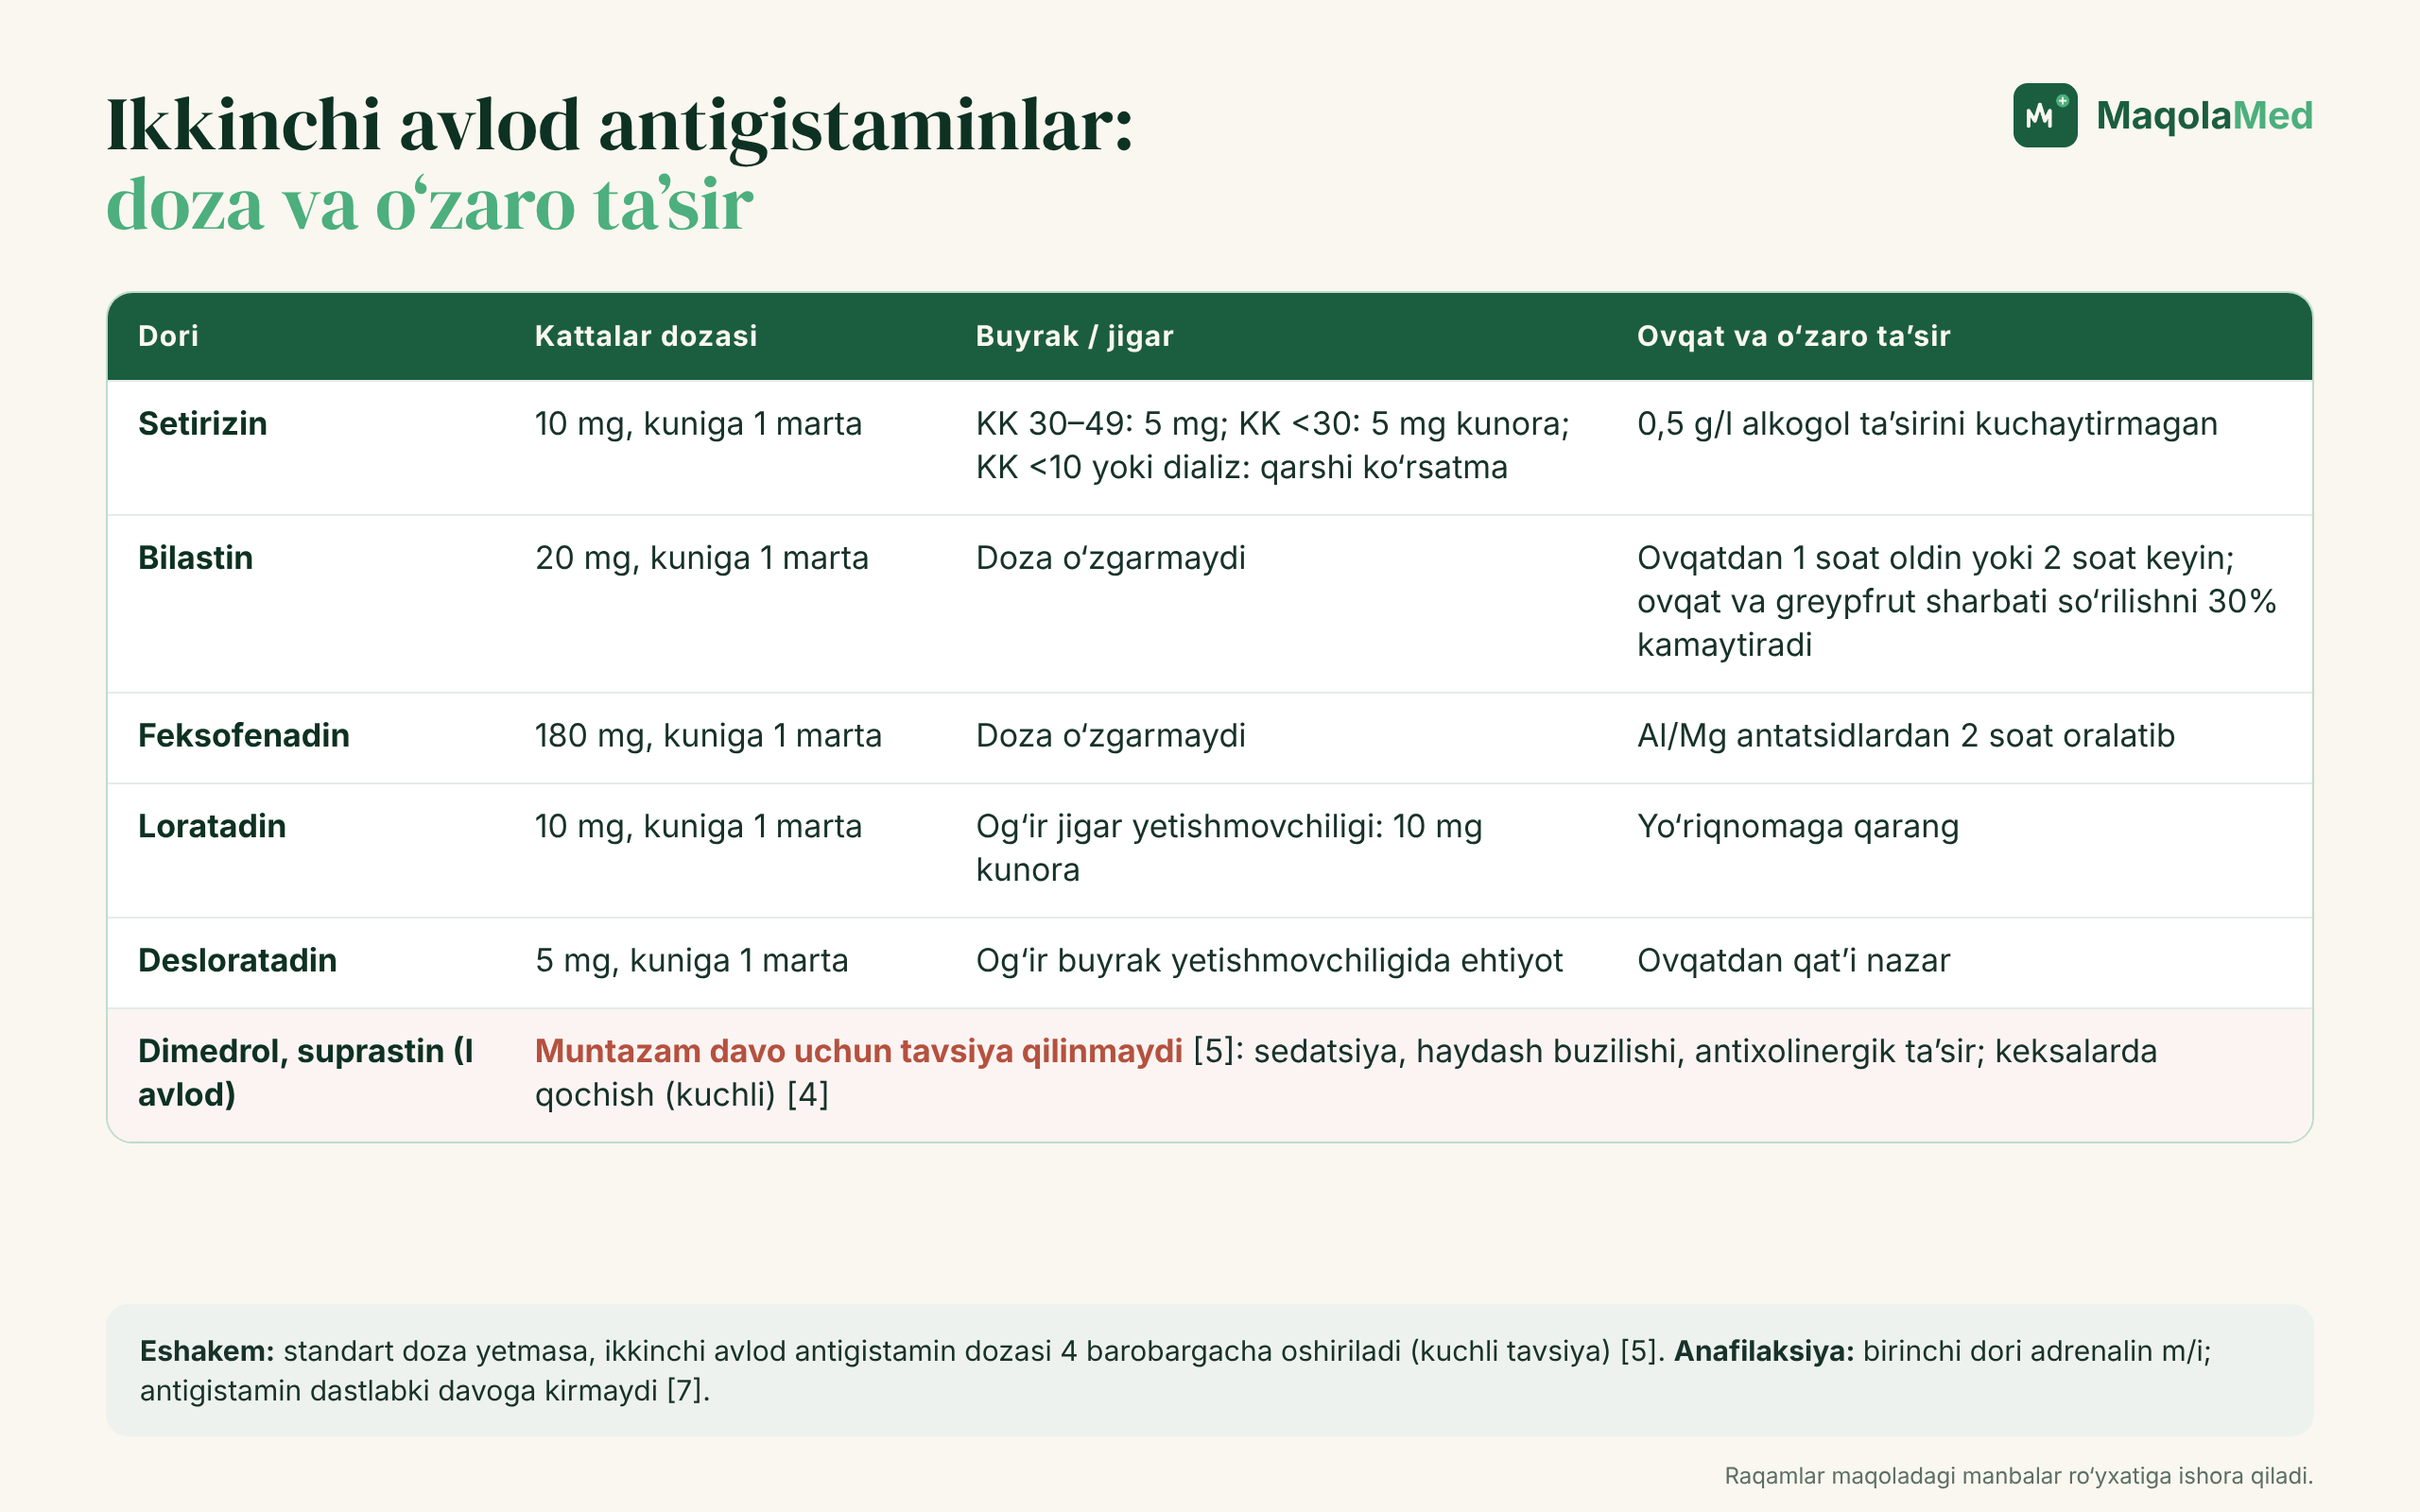 Ikkinchi avlod antigistaminlar:
doza va o‘zaro ta’sir
MaqolaMed
Dori
Kattalar dozasi
Buyrak / jigar
Ovqat va o‘zaro ta’sir
Setirizin
10 mg, kuniga 1 marta
KK 30–49: 5 mg; KK <30: 5 mg kunora;
KK <10 yoki dializ: qarshi ko‘rsatma
0,5 g/l alkogol ta’sirini kuchaytirmagan
Bilastin
20 mg, kuniga 1 marta
Doza o‘zgarmaydi
Ovqatdan 1 soat oldin yoki 2 soat keyin;
ovqat va greypfrut sharbati so‘rilishni 30%
kamaytiradi
Feksofenadin
180 mg, kuniga 1 marta
Doza o‘zgarmaydi
Al/Mg antatsidlardan 2 soat oralatib
Loratadin
10 mg, kuniga 1 marta
Og‘ir jigar yetishmovchiligi: 10 mg
kunora
Yo‘riqnomaga qarang
Desloratadin
5 mg, kuniga 1 marta
Og‘ir buyrak yetishmovchiligida ehtiyot
Ovqatdan qat’i nazar
Dimedrol, suprastin (I
avlod)
Muntazam davo uchun tavsiya qilinmaydi [5]: sedatsiya, haydash buzilishi, antixolinergik ta’sir; keksalarda
qochish (kuchli) [4]
Eshakem: standart doza yetmasa, ikkinchi avlod antigistamin dozasi 4 barobargacha oshiriladi (kuchli tavsiya) [5]. Anafilaksiya: birinchi dori adrenalin m/i;
antigistamin dastlabki davoga kirmaydi [7].
Raqamlar maqoladagi manbalar ro‘yxatiga ishora qiladi.